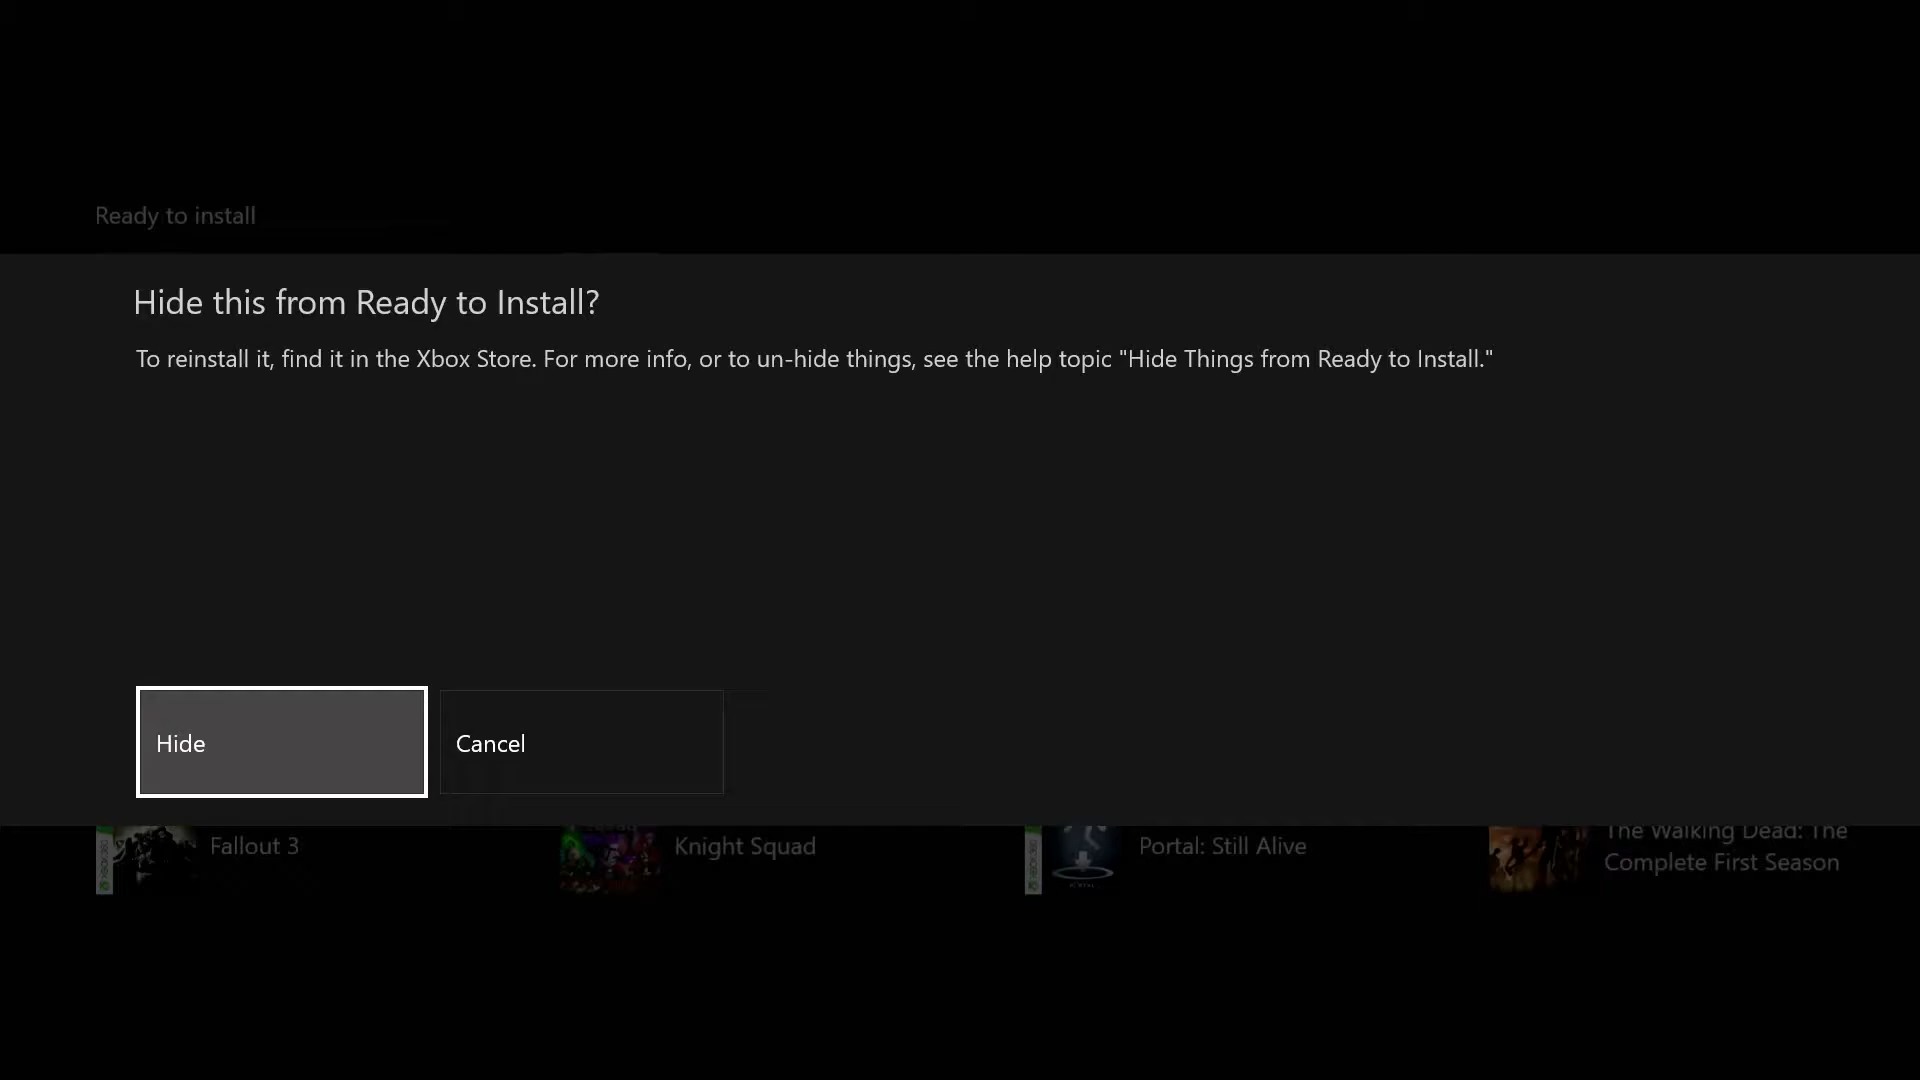 Ready to install
Hide this from Ready to Install?
To reinstall it, find it in the Xbox Store. For more info, or to un-hide things, see the help topic "Hide Things from Ready to Install."
Hide
Cancel
Fallout 3
Knight Squad
Portal: Still Alive
The Walking Dead: The
Complete First Season